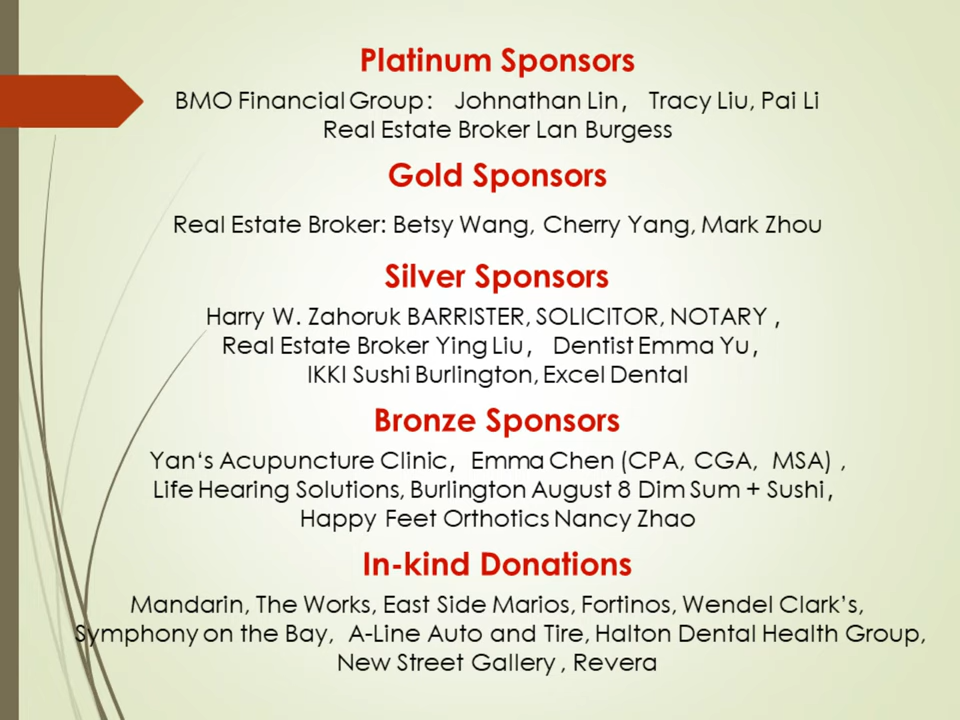 Platinum Sponsors
BMO Financial Group： Johnathan Lin， Tracy Liu, Pai Li
Real Estate Broker Lan Burgess
Gold Sponsors
Real Estate Broker: Betsy Wang, Cherry Yang, Mark Zhou
Silver Sponsors
Harry W. Zahoruk BARRISTER, SOLICITOR, NOTARY ,
Real Estate Broker Ying Liu， Dentist Emma Yu，
IKKI Sushi Burlington, Excel Dental
Bronze Sponsors
Yan‘s Acupuncture Clinic，Emma Chen (CPA, CGA, MSA) ,
Life Hearing Solutions, Burlington August 8 Dim Sum + Sushi，
Happy Feet Orthotics Nancy Zhao
In-kind Donations
Mandarin, The Works, East Side Marios, Fortinos, Wendel Clark’s,
Symphony on the Bay, A-Line Auto and Tire, Halton Dental Health Group,
New Street Gallery , Revera